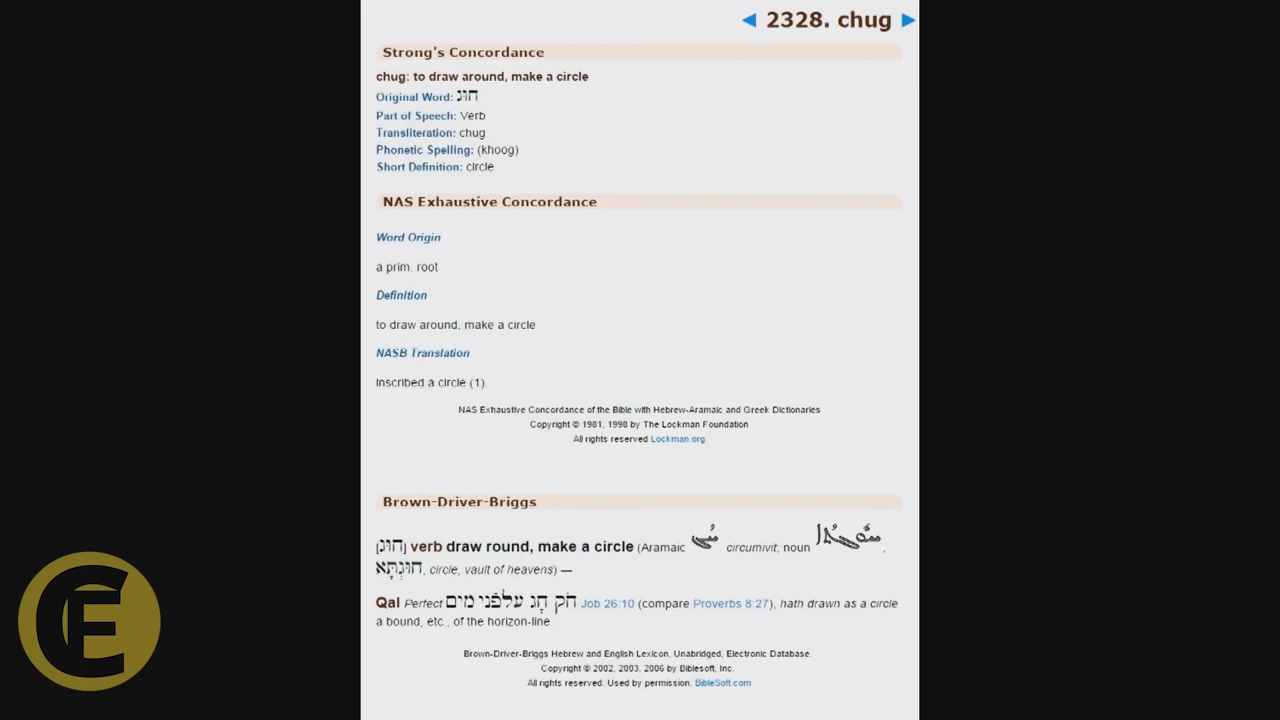 ◄ 2328. chug ►
Strong's Concordance
chug: to draw around, make a circle
Original Word: חוּג
Part of Speech: Verb
Transliteration: chug
Phonetic Spelling: (khoog)
Short Definition: circle
NAS Exhaustive Concordance
Word Origin
a prim. root
Definition
to draw around, make a circle
NASB Translation
inscribed a circle (1).
NAS Exhaustive Concordance of the Bible with Hebrew-Aramaic and Greek Dictionaries
Copyright © 1981, 1998 by The Lockman Foundation
All rights reserved Lockman.org
Brown-Driver-Briggs
[חוּג] verb draw round, make a circle (Aramaic circumivit; noun ,
חוּגְתָּא, circle, vault of heavens) —
Qal Perfect חֹק חָג עלפְּֿני מים Job 26:10 (compare Proverbs 8:27), hath drawn as a circle
a bound, etc., of the horizon-line.
Brown-Driver-Briggs Hebrew and English Lexicon, Unabridged, Electronic Database.
Copyright © 2002, 2003, 2006 by Biblesoft, Inc.
All rights reserved. Used by permission. BibleSoft.com
CE